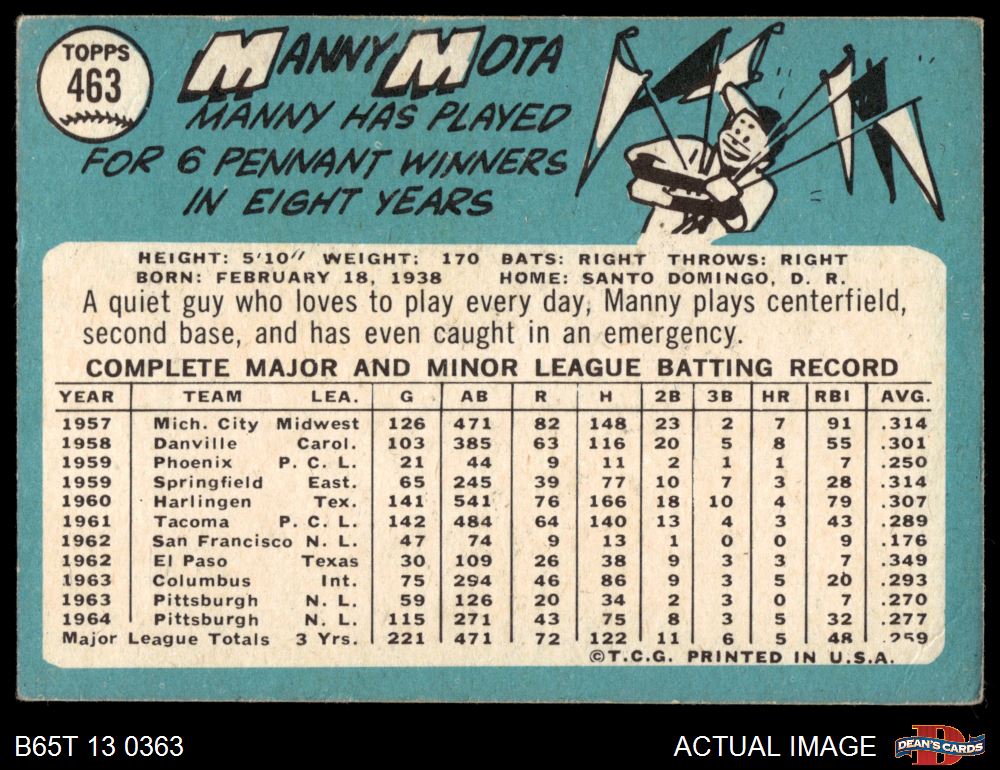 TOPPS
463
MANNY MOTA
MANNY HAS PLAYED
FOR 6 PENNANT WINNERS
IN EIGHT YEARS
HEIGHT: 5'10" WEIGHT: 170 BATS: RIGHT THROWS: RIGHT
BORN: FEBRUARY 18, 1938 HOME: SANTO DOMINGO, D. R.
A quiet guy who loves to play every day, Manny plays centerfield,
second base, and has even caught in an emergency.
COMPLETE MAJOR AND MINOR LEAGUE BATTING RECORD
YEAR TEAM LEA. G AB R H 2B 3B HR RBI AVG.
1957 Mich. City Midwest 126 471 82 148 23 2 7 91 .314
1958 Danville Carol. 103 385 63 116 20 5 8 55 .301
1959 Phoenix P. C. L. 21 44 9 11 2 1 1 7 .250
1959 Springfield East. 65 245 39 77 10 7 3 28 .314
1960 Harlingen Tex. 141 541 76 166 18 10 4 79 .307
1961 Tacoma P. C. L. 142 484 64 140 13 4 3 43 .289
1962 San Francisco N. L. 47 74 9 13 1 0 0 9 .176
1962 El Paso Texas 30 109 26 38 9 3 3 7 .349
1963 Columbus Int. 75 294 46 86 9 3 5 20 .293
1963 Pittsburgh N. L. 59 126 20 34 2 3 0 7 .270
1964 Pittsburgh N. L. 115 271 43 75 8 3 5 32 .277
Major League Totals 3 Yrs. 221 471 72 122 11 6 5 48 .259
©T.C.G. PRINTED IN U.S.A.
B65T 13 0363 ACTUAL IMAGE DEAN'S CARDS